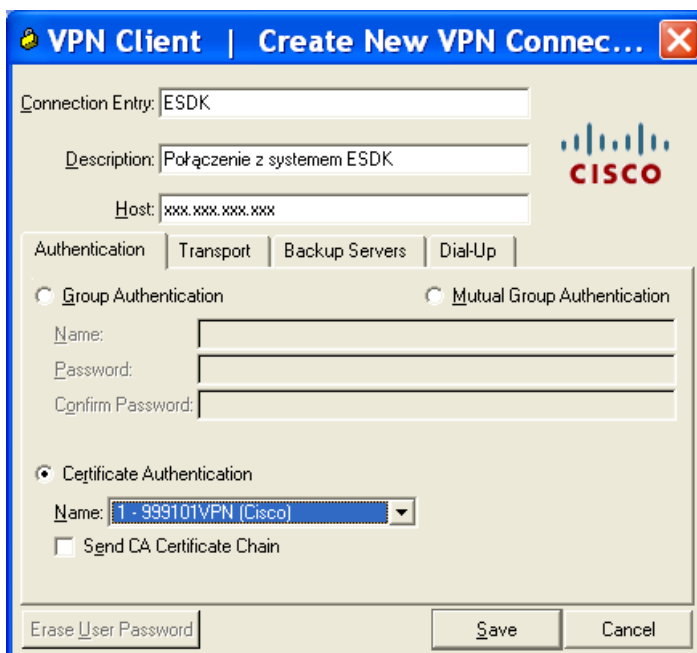 VPN Client | Create New VPN Connec...
Connection Entry: ESDK
Description: Połączenie z systemem ESDK
CISCO
Host: xxx.xxx.xxx.xxx
Authentication Transport Backup Servers Dial-Up
Group Authentication Mutual Group Authentication
Name:
Password:
Confirm Password:
Certificate Authentication
Name: 1 - 999101VPN (Cisco)
Send CA Certificate Chain
Erase User Password Save Cancel